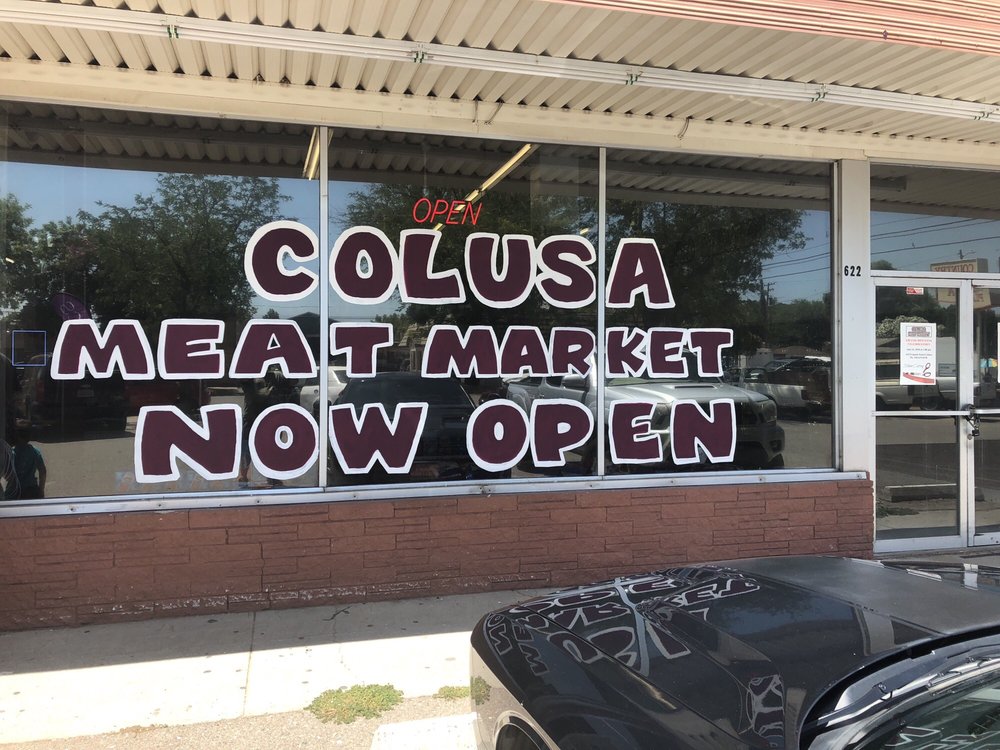 OPEN
COLUSA
MEAT MARKET
NOW OPEN
622